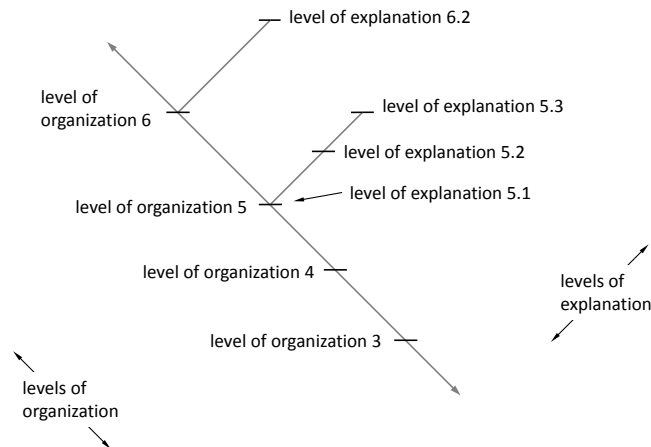 level of explanation 6.2
level of
organization 6
level of explanation 5.3
level of explanation 5.2
level of explanation 5.1
level of organization 5
level of organization 4
levels of
explanation
level of organization 3
levels of
organization